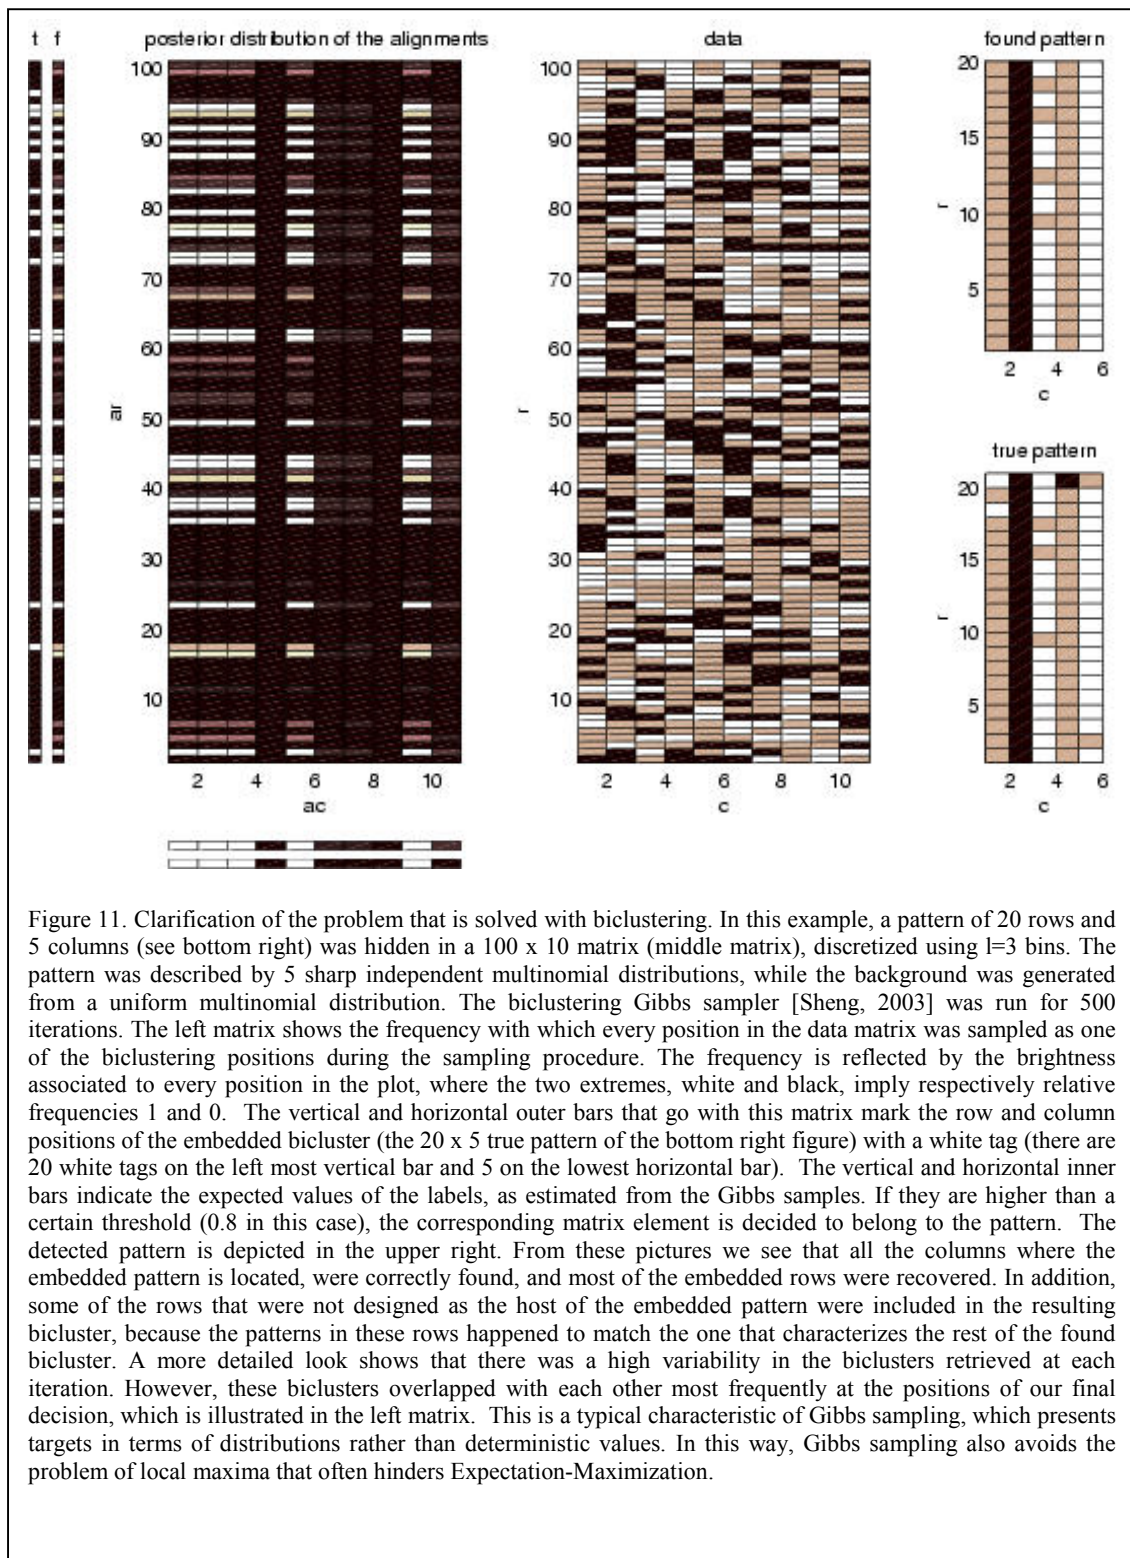 t f posterior distribution of the alignments data found pattern
100 100 20
90 90 15
80 80 r 10
70 70 5
60 60
2 4 6
ar 50 r 50 c
true pattern
40 40 20
30 30 15
20 20 r 10
10 10 5
2 4 6 8 10 2 4 6 8 10 2 4 6
ac c c
Figure 11. Clarification of the problem that is solved with biclustering. In this example, a pattern of 20 rows and
5 columns (see bottom right) was hidden in a 100 x 10 matrix (middle matrix), discretized using l=3 bins. The
pattern was described by 5 sharp independent multinomial distributions, while the background was generated
from a uniform multinomial distribution. The biclustering Gibbs sampler [Sheng, 2003] was run for 500
iterations. The left matrix shows the frequency with which every position in the data matrix was sampled as one
of the biclustering positions during the sampling procedure. The frequency is reflected by the brightness
associated to every position in the plot, where the two extremes, white and black, imply respectively relative
frequencies 1 and 0. The vertical and horizontal outer bars that go with this matrix mark the row and column
positions of the embedded bicluster (the 20 x 5 true pattern of the bottom right figure) with a white tag (there are
20 white tags on the left most vertical bar and 5 on the lowest horizontal bar). The vertical and horizontal inner
bars indicate the expected values of the labels, as estimated from the Gibbs samples. If they are higher than a
certain threshold (0.8 in this case), the corresponding matrix element is decided to belong to the pattern. The
detected pattern is depicted in the upper right. From these pictures we see that all the columns where the
embedded pattern is located, were correctly found, and most of the embedded rows were recovered. In addition,
some of the rows that were not designed as the host of the embedded pattern were included in the resulting
bicluster, because the patterns in these rows happened to match the one that characterizes the rest of the found
bicluster. A more detailed look shows that there was a high variability in the biclusters retrieved at each
iteration. However, these biclusters overlapped with each other most frequently at the positions of our final
decision, which is illustrated in the left matrix. This is a typical characteristic of Gibbs sampling, which presents
targets in terms of distributions rather than deterministic values. In this way, Gibbs sampling also avoids the
problem of local maxima that often hinders Expectation-Maximization.